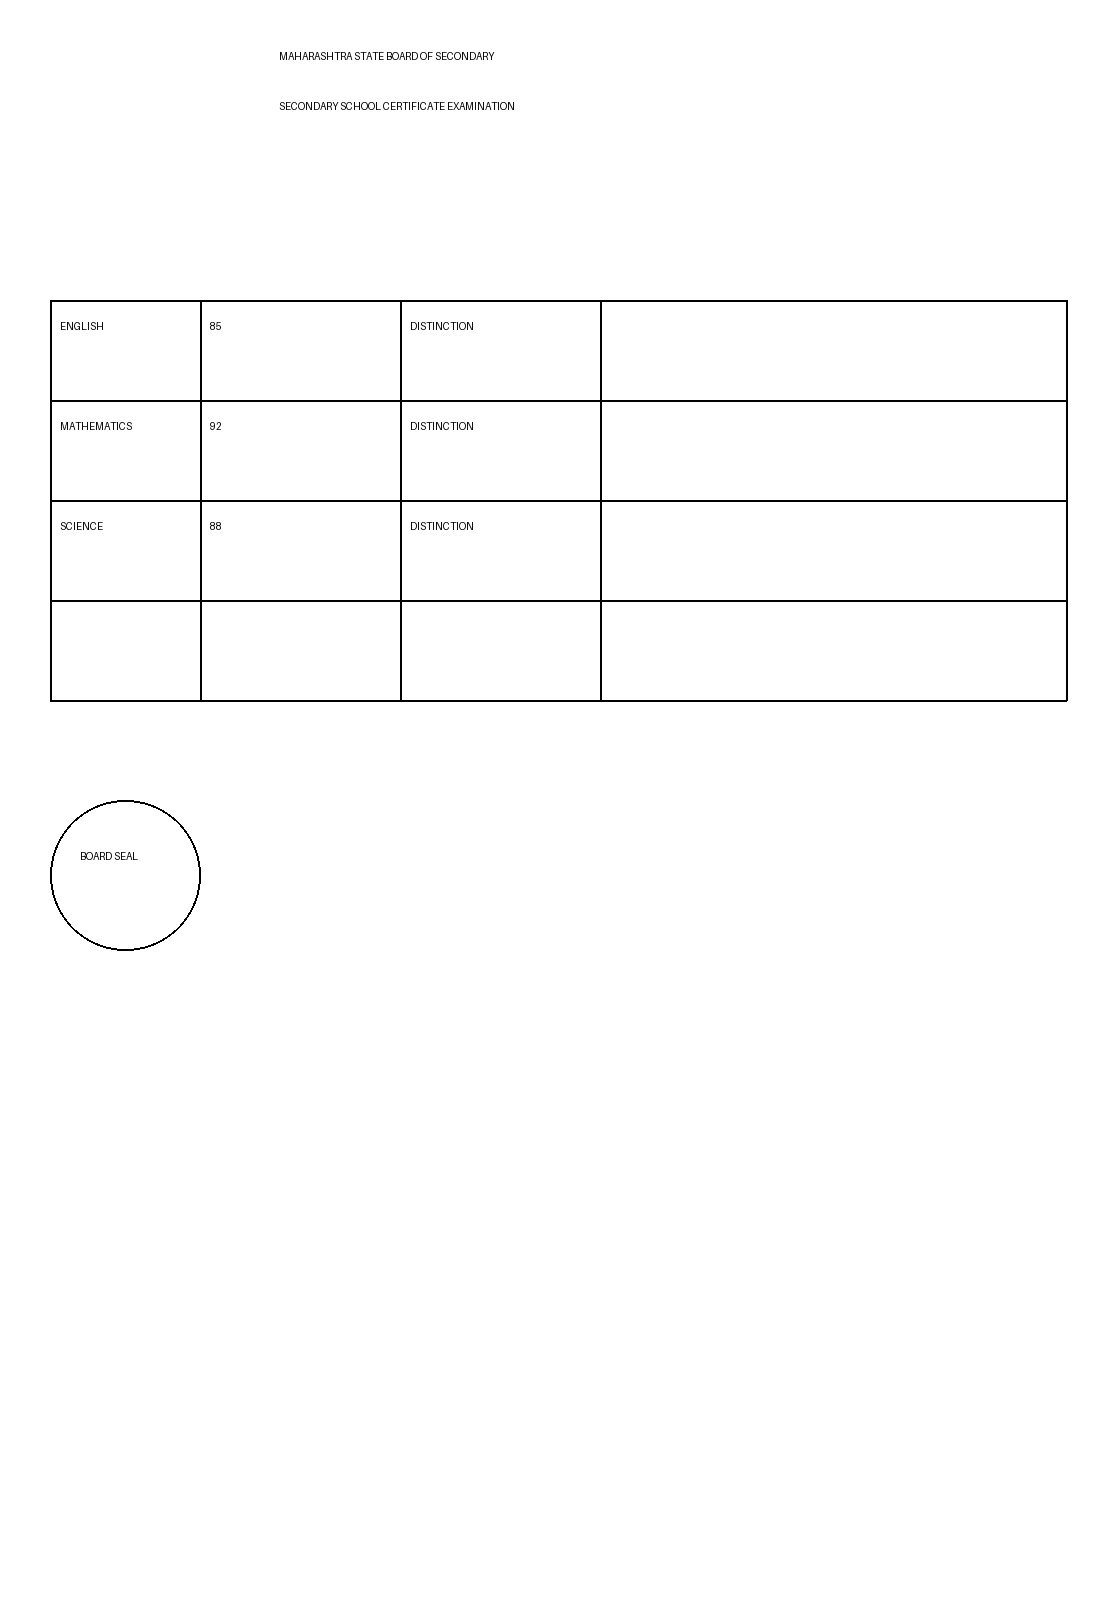 MAHARASHTRA STATE BOARD OF SECONDARY
SECONDARY SCHOOL CERTIFICATE EXAMINATION
ENGLISH 85 DISTINCTION
MATHEMATICS 92 DISTINCTION
SCIENCE 88 DISTINCTION
BOARD SEAL